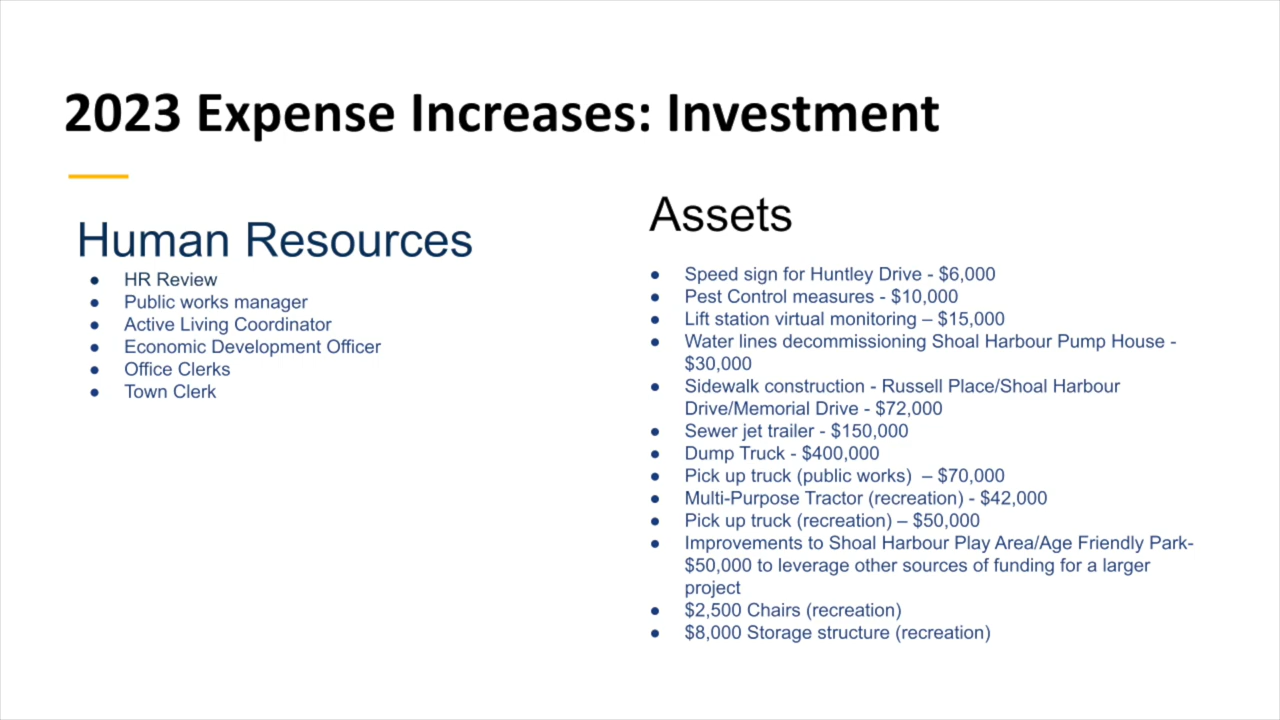 2023 Expense Increases: Investment
Human Resources
● HR Review
● Public works manager
● Active Living Coordinator
● Economic Development Officer
● Office Clerks
● Town Clerk
Assets
● Speed sign for Huntley Drive - $6,000
● Pest Control measures - $10,000
● Lift station virtual monitoring – $15,000
● Water lines decommissioning Shoal Harbour Pump House -
$30,000
● Sidewalk construction - Russell Place/Shoal Harbour
Drive/Memorial Drive - $72,000
● Sewer jet trailer - $150,000
● Dump Truck - $400,000
● Pick up truck (public works)  – $70,000
● Multi-Purpose Tractor (recreation) - $42,000
● Pick up truck (recreation) – $50,000
● Improvements to Shoal Harbour Play Area/Age Friendly Park-
$50,000 to leverage other sources of funding for a larger
project
● $2,500 Chairs (recreation)
● $8,000 Storage structure (recreation)